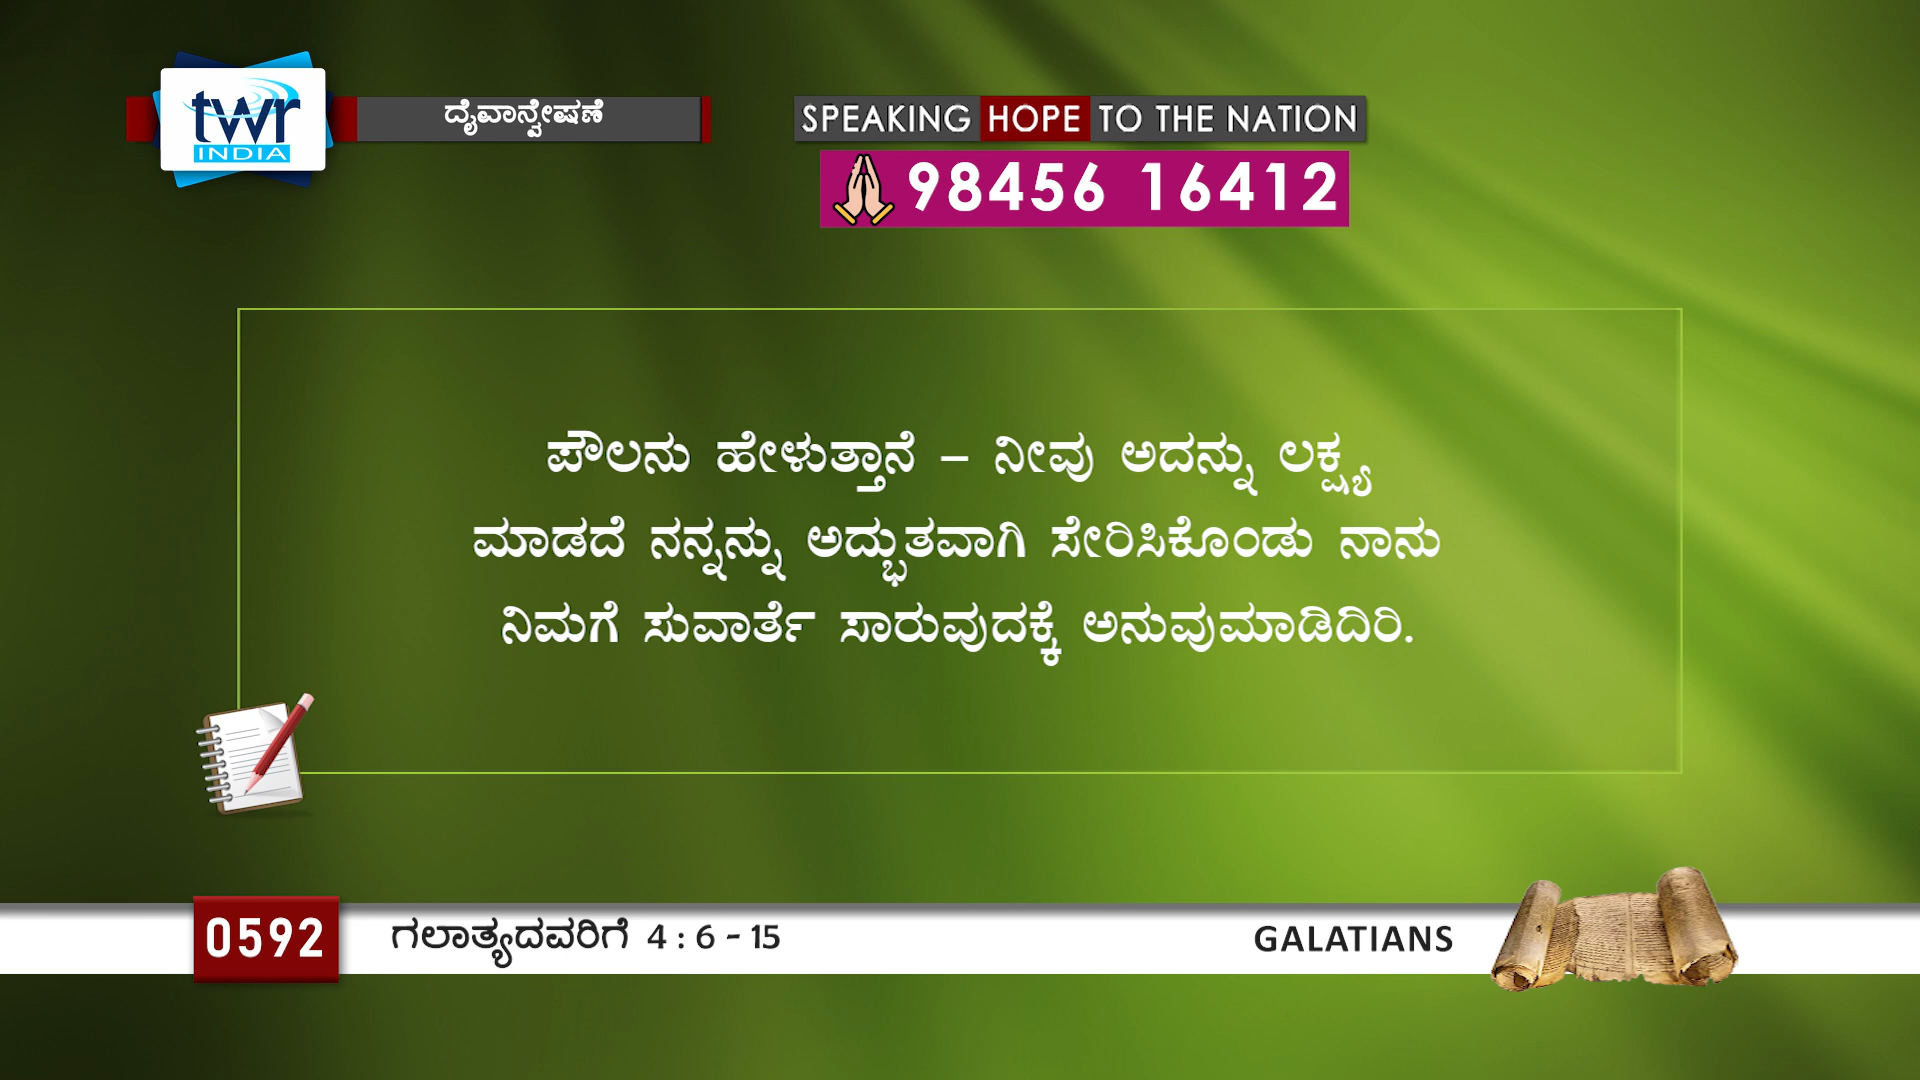 twr
INDIA
ದೈವಾನ್ವೇಷಣೆ
SPEAKING HOPE TO THE NATION
98456 16412
ಪೌಲನು ಹೇಳುತ್ತಾನೆ – ನೀವು ಅದನ್ನು ಲಕ್ಷ್ಯ
ಮಾಡದೆ ನನ್ನನ್ನು ಅದ್ಭುತವಾಗಿ ಸೇರಿಸಿಕೊಂಡು ನಾನು
ನಿಮಗೆ ಸುವಾರ್ತೆ ಸಾರುವುದಕ್ಕೆ ಅನುವುಮಾಡಿದಿರಿ.
0592
ಗಲಾತ್ಯದವರಿಗೆ 4 : 6 - 15
GALATIANS